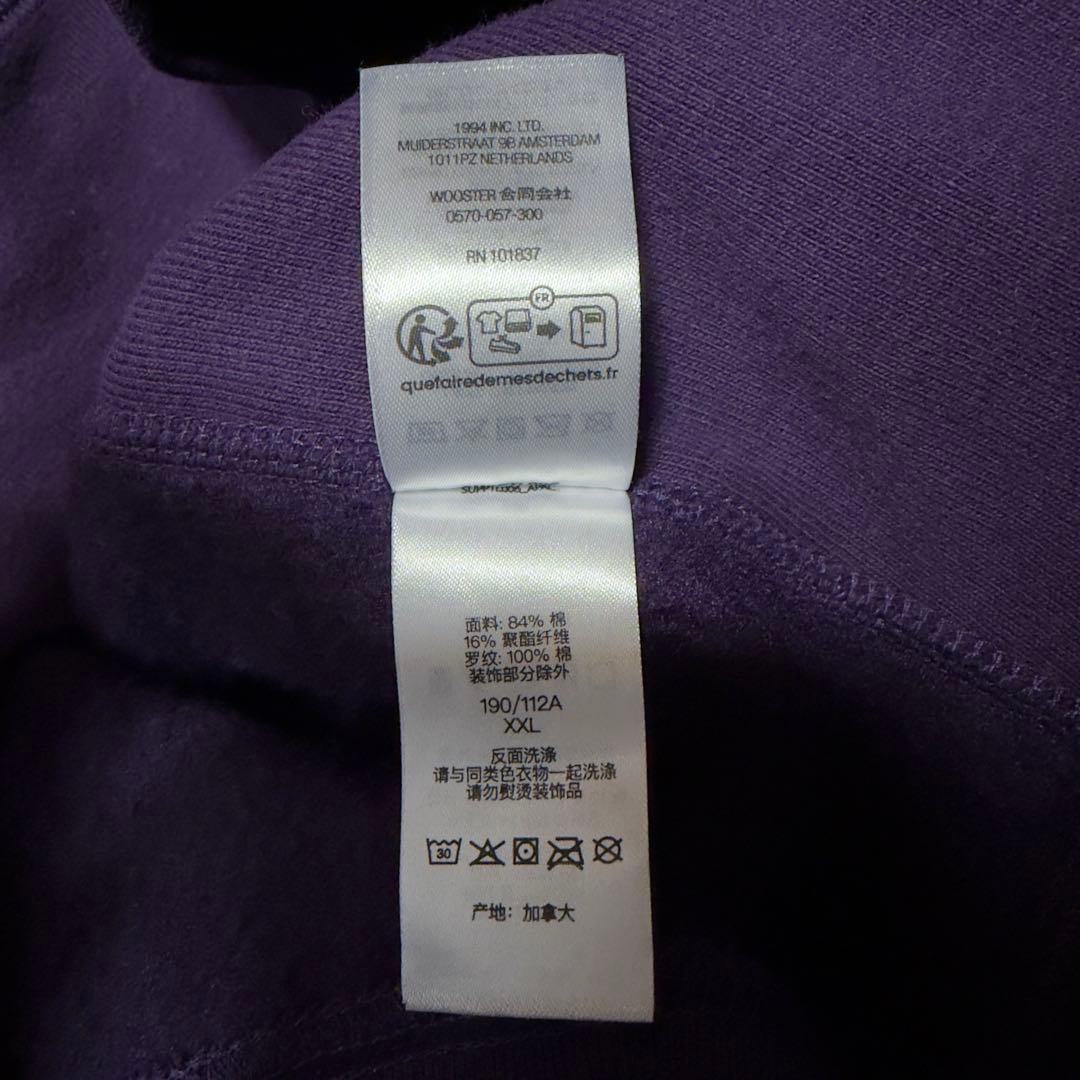 1994 INC. LTD.
MUIDERSTRAAT 9B AMSTERDAM
1011PZ NETHERLANDS
WOOSTER 合同会社
0570-057-300
RN 101837
FR
quefairedemesdechets.fr
面料: 84% 棉
16% 聚酯纤维
罗纹: 100% 棉
装饰部分除外
190/112A
XXL
反面洗涤
请与同类色衣物一起洗涤
请勿熨烫装饰品
30
产地: 加拿大